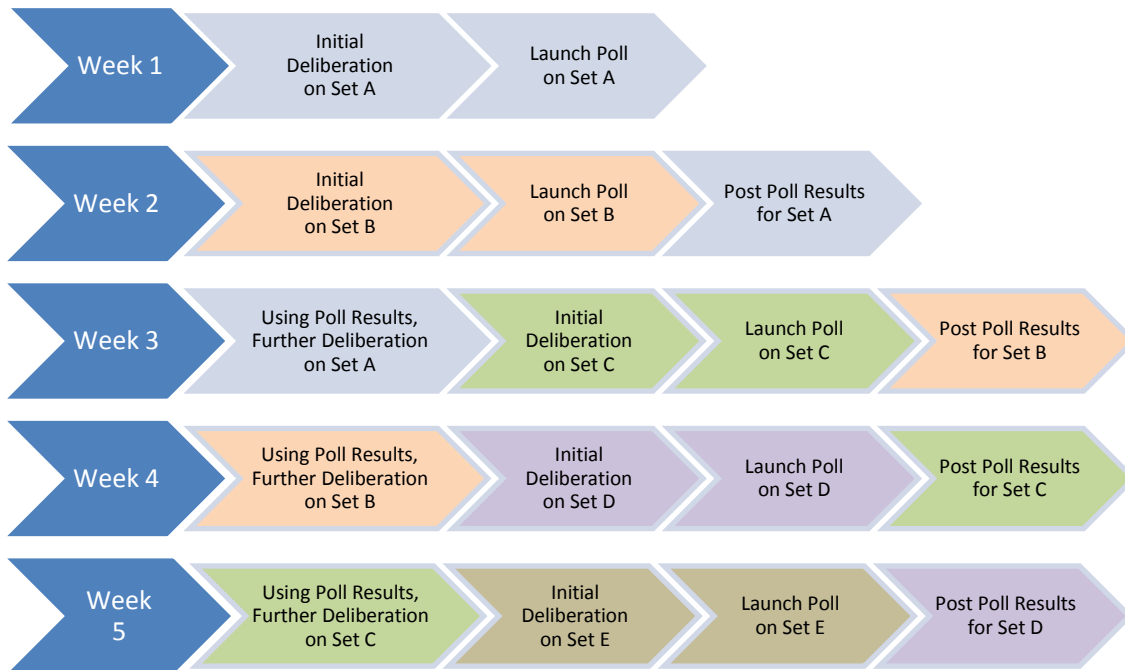 Week 1
Initial
Deliberation
on Set A
Launch Poll
on Set A
Week 2
Initial
Deliberation
on Set B
Launch Poll
on Set B
Post Poll Results
for Set A
Week 3
Using Poll Results,
Further Deliberation
on Set A
Initial
Deliberation
on Set C
Launch Poll
on Set C
Post Poll Results
for Set B
Week 4
Using Poll Results,
Further Deliberation
on Set B
Initial
Deliberation
on Set D
Launch Poll
on Set D
Post Poll Results
for Set C
Week
5
Using Poll Results,
Further Deliberation
on Set C
Initial
Deliberation
on Set E
Launch Poll
on Set E
Post Poll Results
for Set D